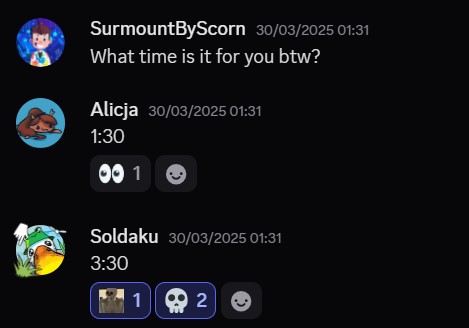 SurmountByScorn 30/03/2025 01:31
What time is it for you btw?
Alicja 30/03/2025 01:31
1:30
1
Soldaku 30/03/2025 01:31
3:30
1 2